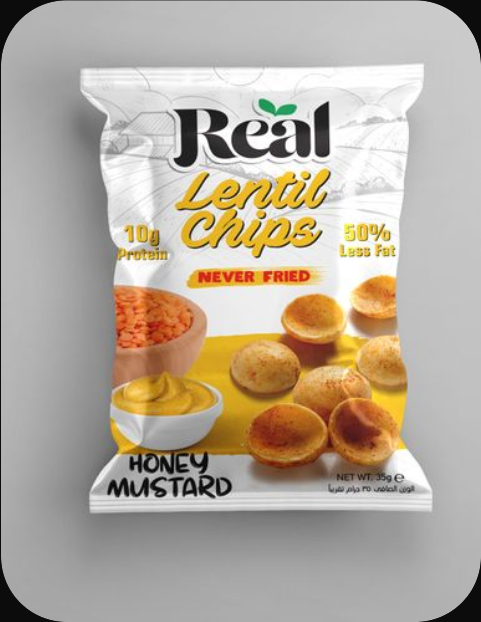 Real
Lentil
Chips
10g
Protein
50%
Less Fat
NEVER FRIED
HONEY
MUSTARD
NET WT. 35g ℮
الوزن الصافي ٣٥ جرام تقريباً